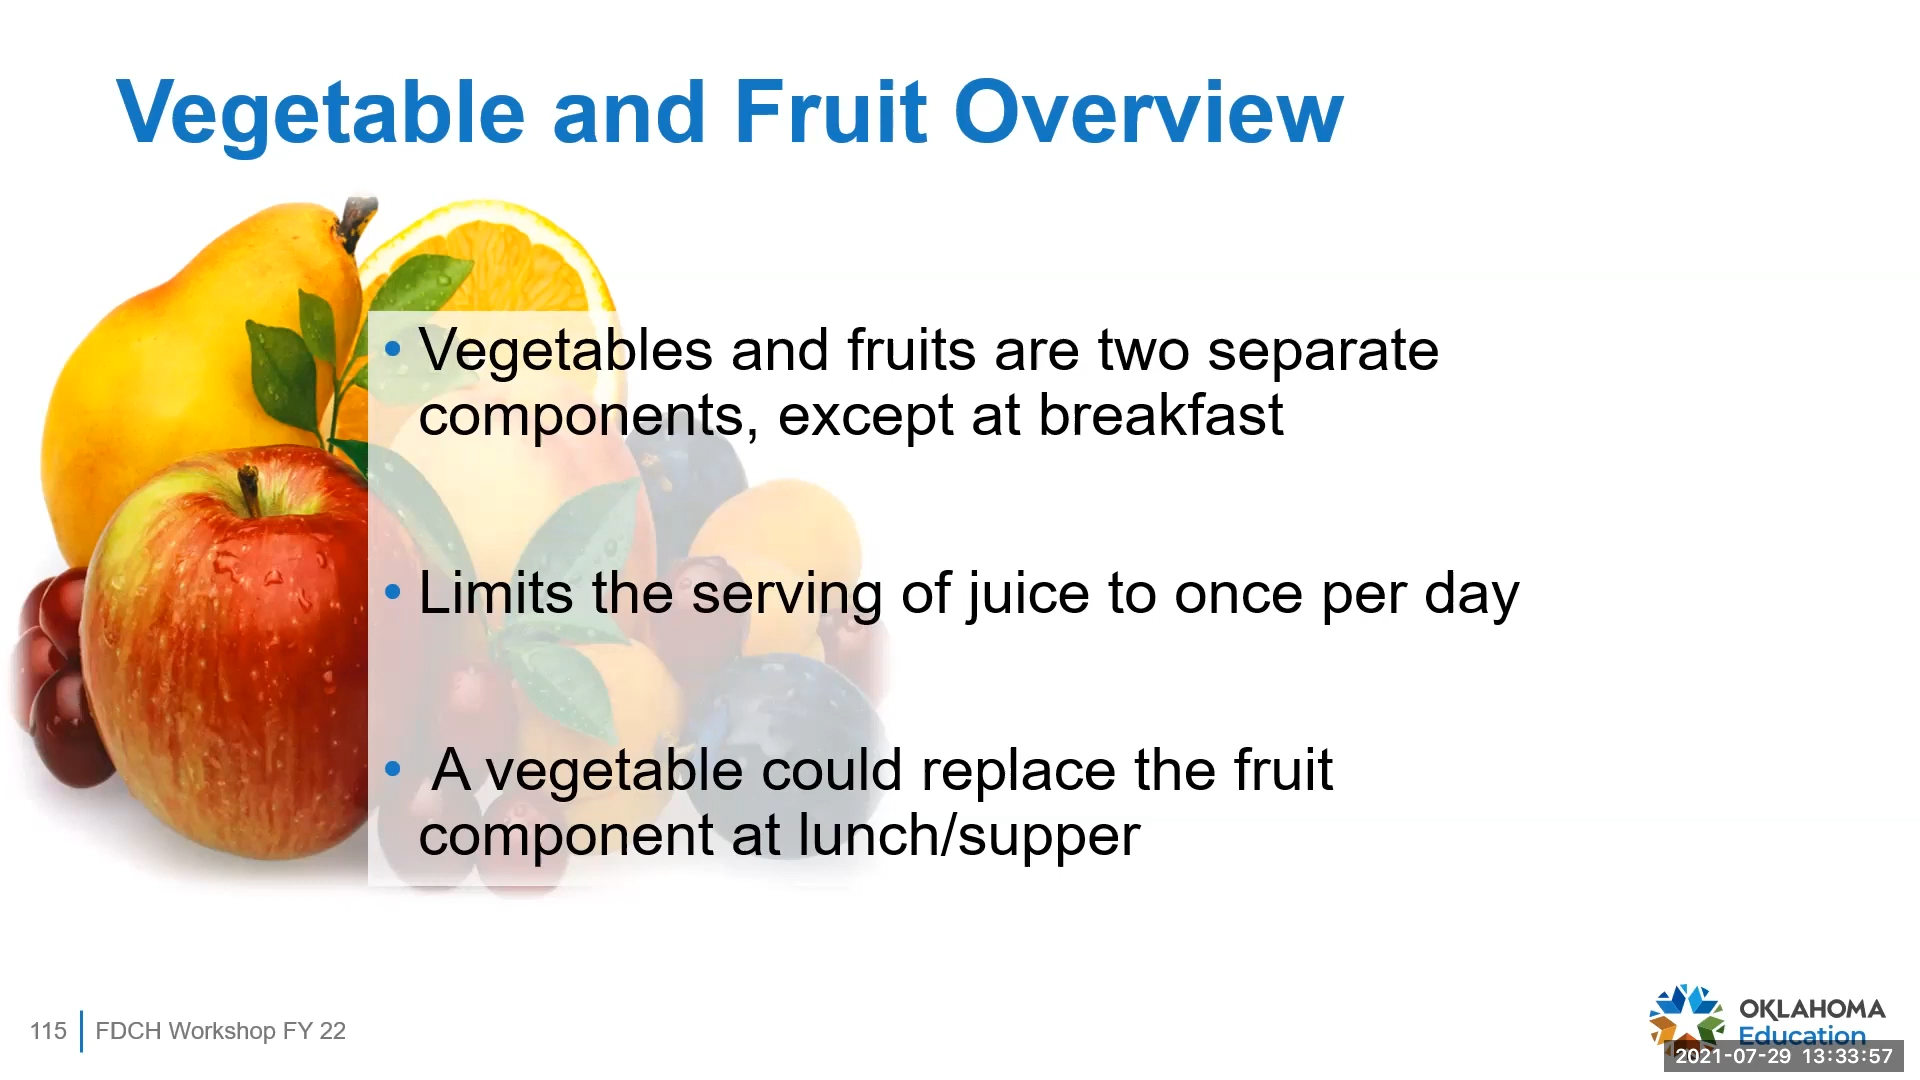 Vegetable and Fruit Overview
• Vegetables and fruits are two separate
components, except at breakfast
• Limits the serving of juice to once per day
• A vegetable could replace the fruit
component at lunch/supper
115 | FDCH Workshop FY 22
OKLAHOMA
Education
2021-07-29 13:33:57